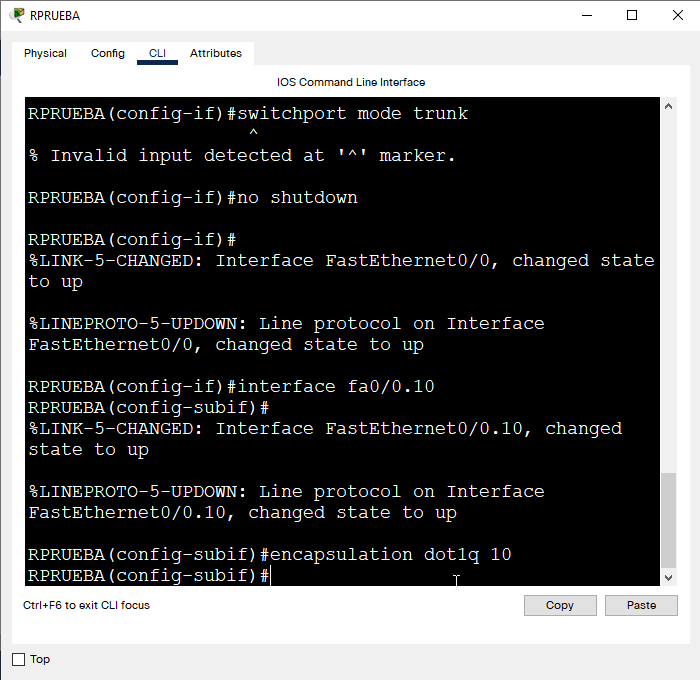 RPRUEBA
Physical Config CLI Attributes
IOS Command Line Interface
RPRUEBA(config-if)#switchport mode trunk
^
% Invalid input detected at '^' marker.
RPRUEBA(config-if)#no shutdown
RPRUEBA(config-if)#
%LINK-5-CHANGED: Interface FastEthernet0/0, changed state
to up
%LINEPROTO-5-UPDOWN: Line protocol on Interface
FastEthernet0/0, changed state to up
RPRUEBA(config-if)#interface fa0/0.10
RPRUEBA(config-subif)#
%LINK-5-CHANGED: Interface FastEthernet0/0.10, changed
state to up
%LINEPROTO-5-UPDOWN: Line protocol on Interface
FastEthernet0/0.10, changed state to up
RPRUEBA(config-subif)#encapsulation dot1q 10
RPRUEBA(config-subif)#
Ctrl+F6 to exit CLI focus
Copy Paste
Top